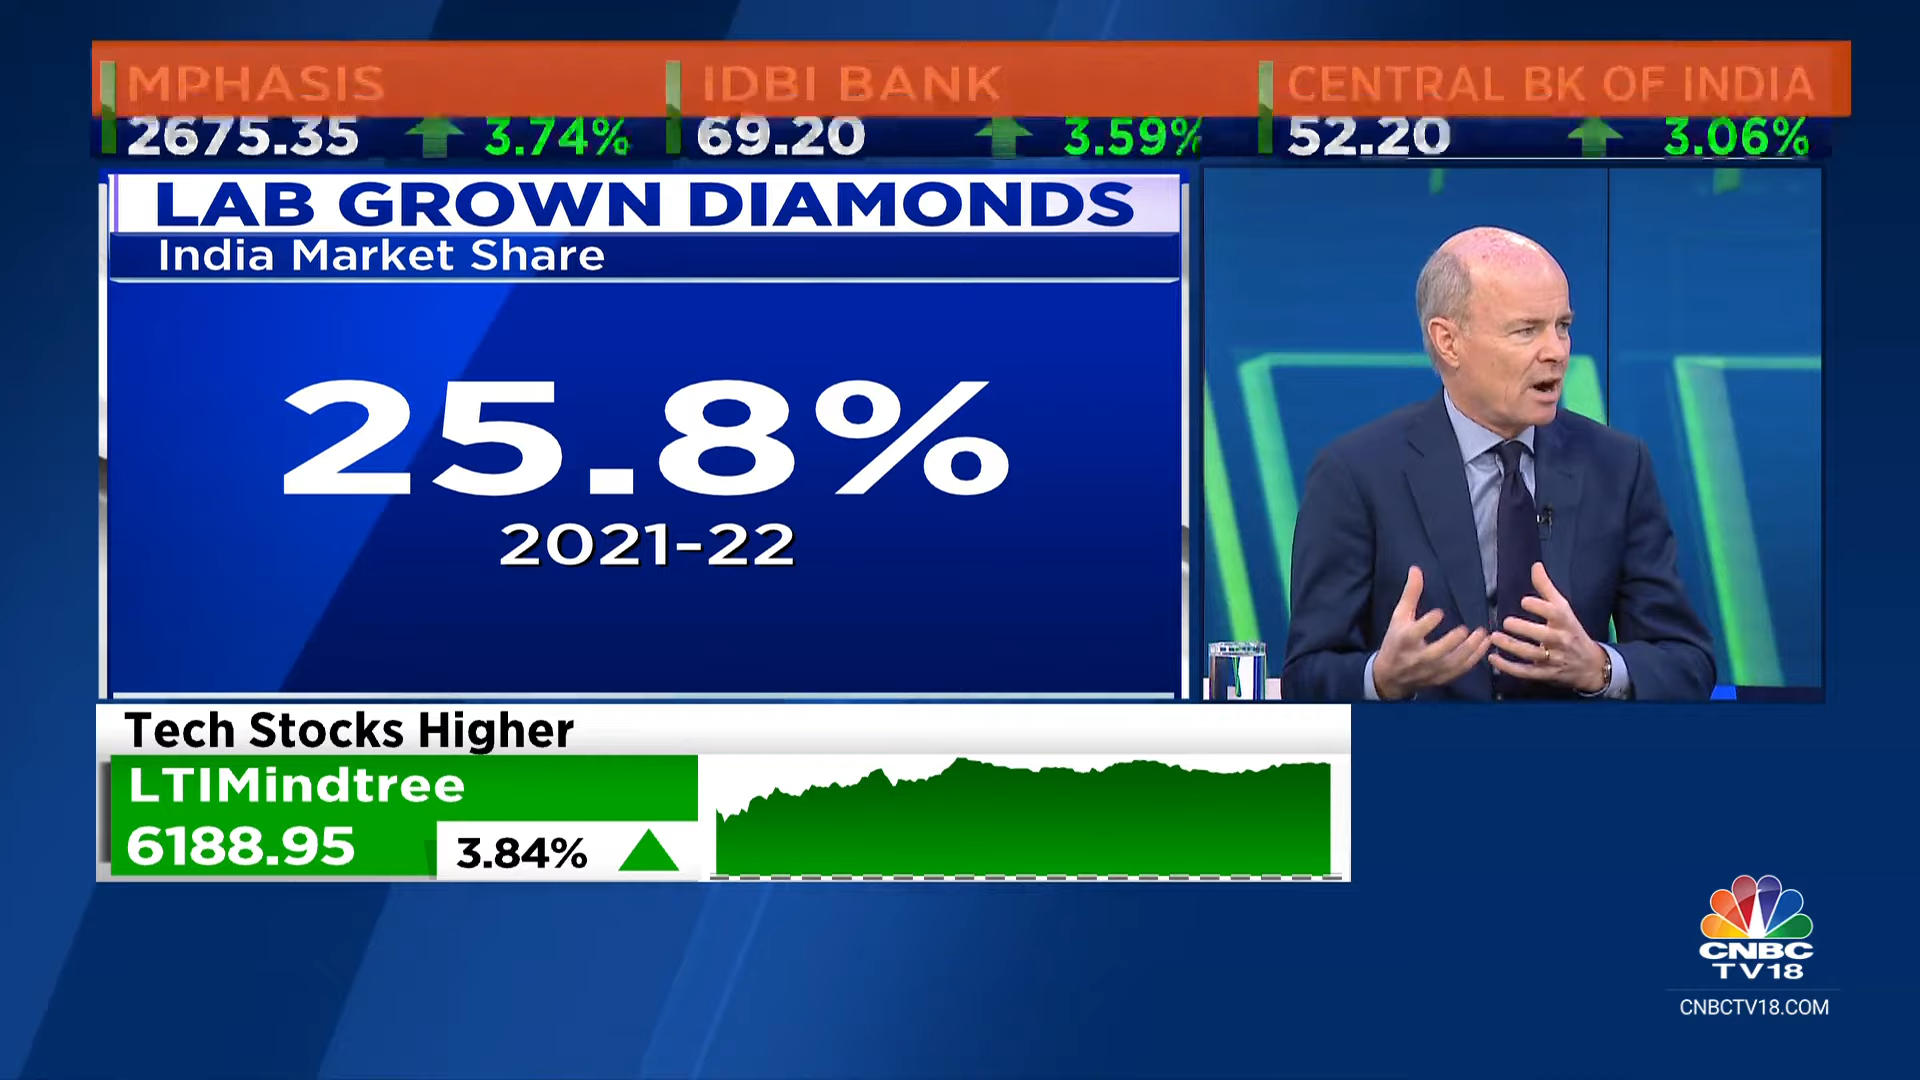 MPHASIS IDBI BANK CENTRAL BK OF INDIA
2675.35 3.74% 69.20 3.59% 52.20 3.06%
LAB GROWN DIAMONDS
India Market Share
25.8%
2021-22
Tech Stocks Higher
LTIMindtree
6188.95 3.84%
CNBC
TV18
CNBCTV18.COM